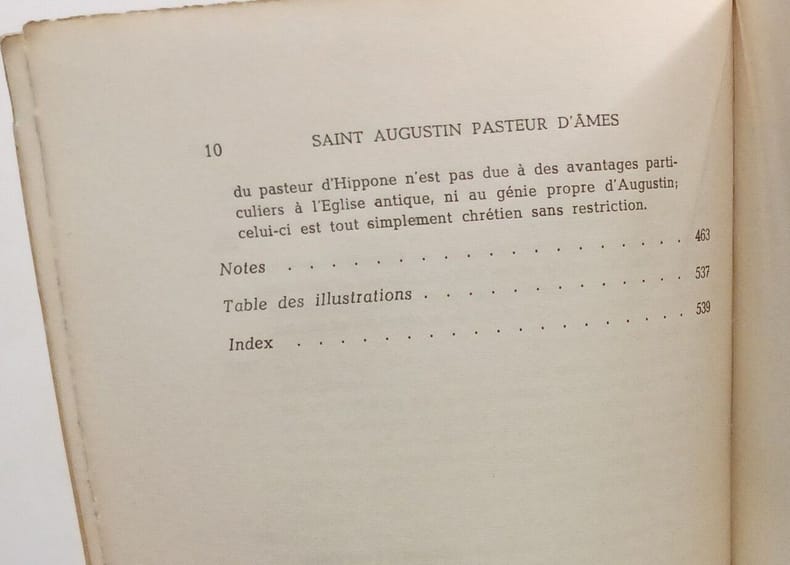 10 SAINT AUGUSTIN PASTEUR D'ÂMES
du pasteur d'Hippone n'est pas due à des avantages parti-
culiers à l'Eglise antique, ni au génie propre d'Augustin;
celui-ci est tout simplement chrétien sans restriction.
Notes . . . . . . . . . . . . . . . . . . . 463
Table des illustrations . . . . . . . . . . . . . 537
Index . . . . . . . . . . . . . . . . . . 539